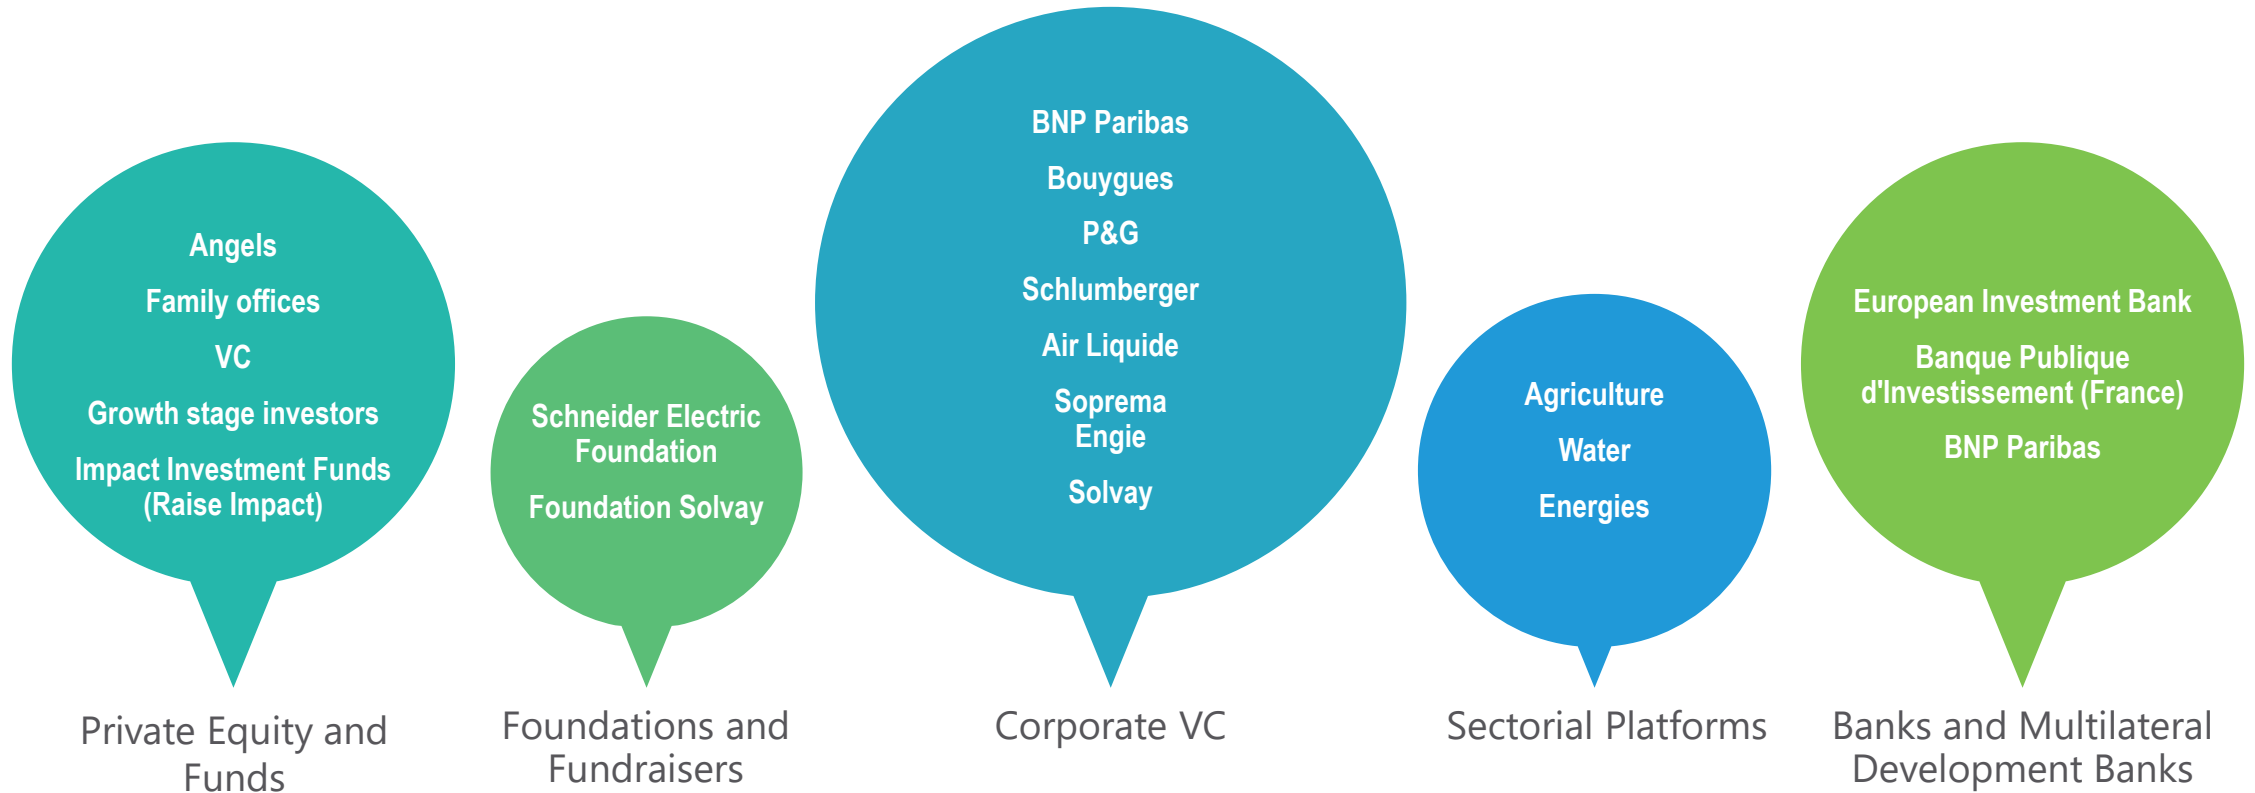 Angels
Family offices
VC
Growth stage investors
Impact Investment Funds
(Raise Impact)
Private Equity and
Funds
Schneider Electric
Foundation
Foundation Solvay
Foundations and
Fundraisers
BNP Paribas
Bouygues
P&G
Schlumberger
Air Liquide
Soprema
Engie
Solvay
Corporate VC
Agriculture
Water
Energies
Sectorial Platforms
European Investment Bank
Banque Publique
d'Investissement (France)
BNP Paribas
Banks and Multilateral
Development Banks